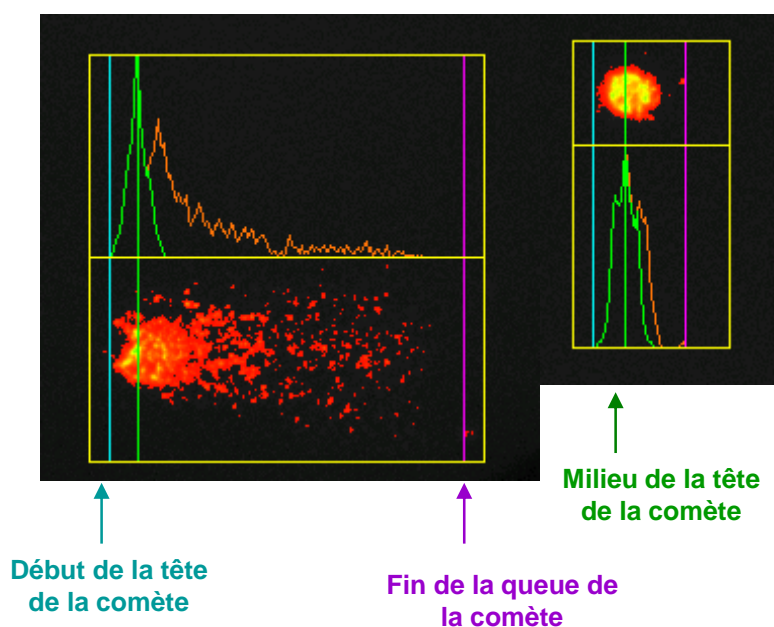 Milieu de la tête
de la comète
Début de la tête
de la comète
Fin de la queue de
la comète